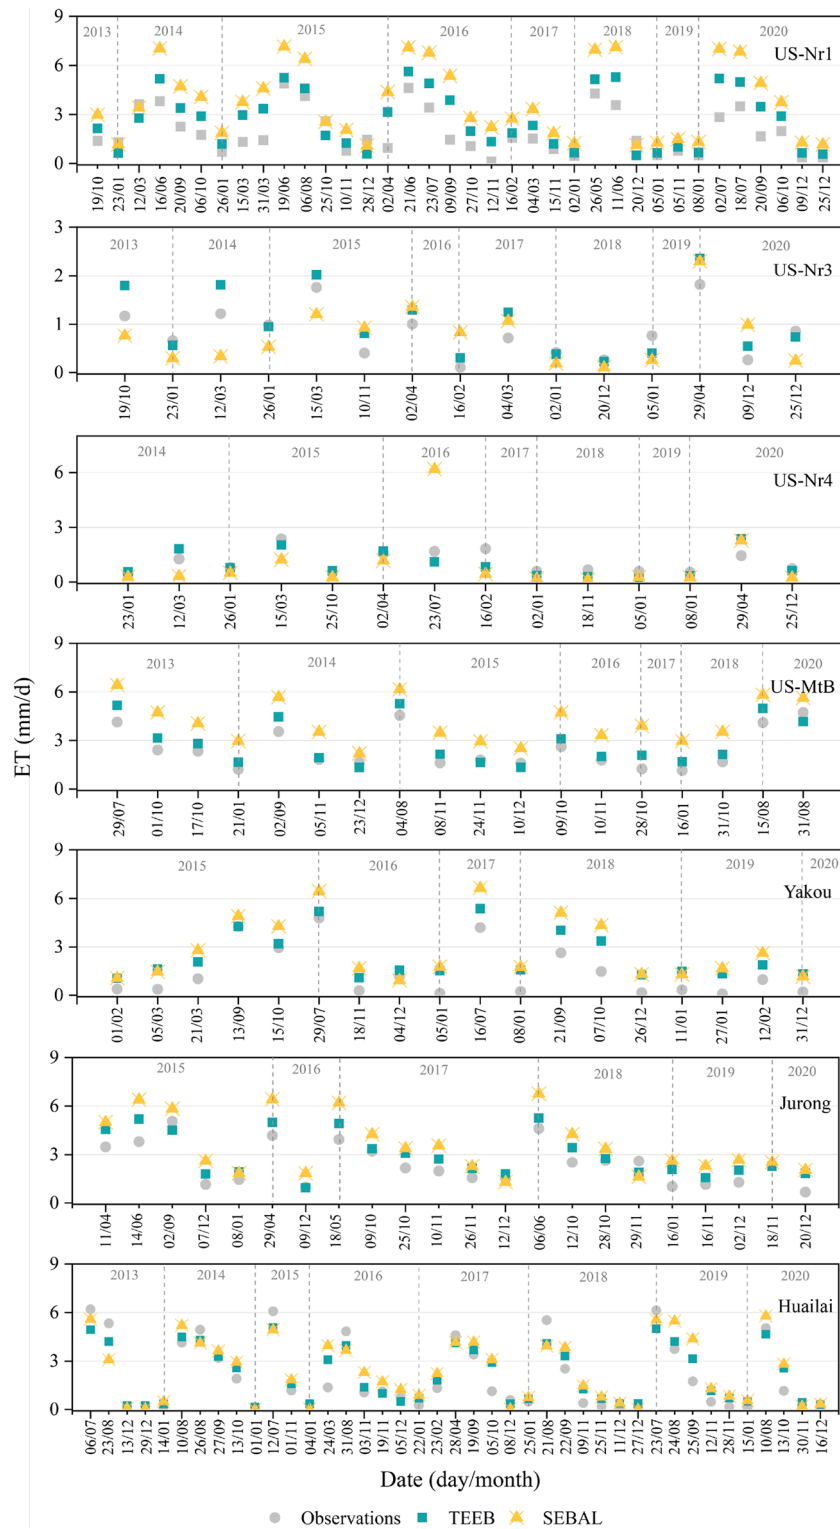 9 2013 2014 2015 2016 2017 2018 2019 2020
US-Nr1
6
3
0
19/10 23/01 12/03 16/06 20/09 06/10 26/01 15/03 31/03 19/06 06/08 25/10 10/11 28/12 02/04 21/06 23/07 09/09 27/10 12/11 16/02 04/03 15/11 02/01 26/05 11/06 20/12 05/01 05/05 08/01 02/07 18/07 20/09 06/10 09/12 25/12
3 2013 2014 2015 2016 2017 2018 2019 2020
US-Nr3
2
1
0
19/10 23/01 12/03 26/01 15/03 10/11 02/04 16/02 04/03 02/01 20/12 05/01 29/04 09/12 25/12
2014 2015 2016 2017 2018 2019 2020
6 US-Nr4
3
0
23/01 12/03 26/01 15/03 25/10 02/04 23/07 16/02 02/01 18/11 05/01 08/01 29/04 25/12
9 2013 2014 2015 2016 2017 2018 2020
US-MtB
6
3
0
29/07 01/10 17/10 21/01 02/09 05/11 23/12 04/08 08/11 24/11 10/12 09/10 10/11 28/10 16/01 31/10 15/08 31/08
ET (mm/d)
9 2015 2016 2017 2018 2019 2020
Yakou
6
3
0
01/02 05/03 21/03 13/09 15/10 29/07 18/11 04/12 05/01 16/07 08/01 21/09 07/10 26/12 11/01 27/01 12/02 31/12
9 2015 2016 2017 2018 2019 2020
Jurong
6
3
0
11/04 14/06 02/09 07/12 08/01 29/04 09/12 18/05 09/10 25/10 10/11 26/11 12/12 06/06 12/10 28/10 29/11 16/01 16/11 02/12 18/11 20/12
9 2013 2014 2015 2016 2017 2018 2019 2020
Huailai
6
3
0
06/07 23/08 13/12 29/12 14/01 10/08 26/08 27/09 13/10 01/01 12/07 01/11 04/01 24/03 31/08 03/11 19/11 05/12 22/01 23/02 28/04 19/09 05/10 08/12 25/01 21/08 22/09 09/11 25/11 11/12 27/12 23/07 24/08 25/09 12/11 28/11 15/01 10/08 13/10 30/11 16/12
Date (day/month)
Observations TEEB SEBAL